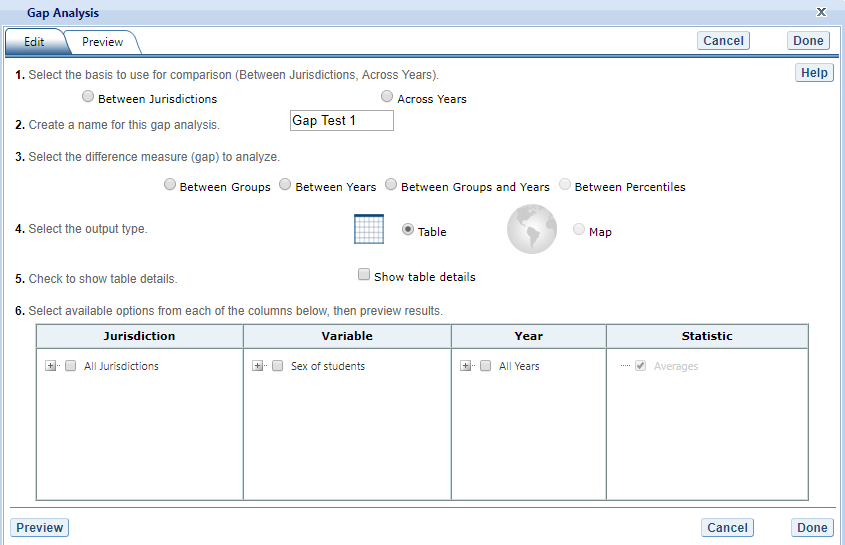 Gap Analysis x
Edit Preview Cancel Done
1. Select the basis to use for comparison (Between Jurisdictions, Across Years). Help
Between Jurisdictions Across Years
2. Create a name for this gap analysis. Gap Test 1
3. Select the difference measure (gap) to analyze.
Between Groups Between Years Between Groups and Years Between Percentiles
4. Select the output type. Table Map
5. Check to show table details. Show table details
6. Select available options from each of the columns below, then preview results.
Jurisdiction Variable Year Statistic
All Jurisdictions Sex of students All Years Averages
Preview Cancel Done